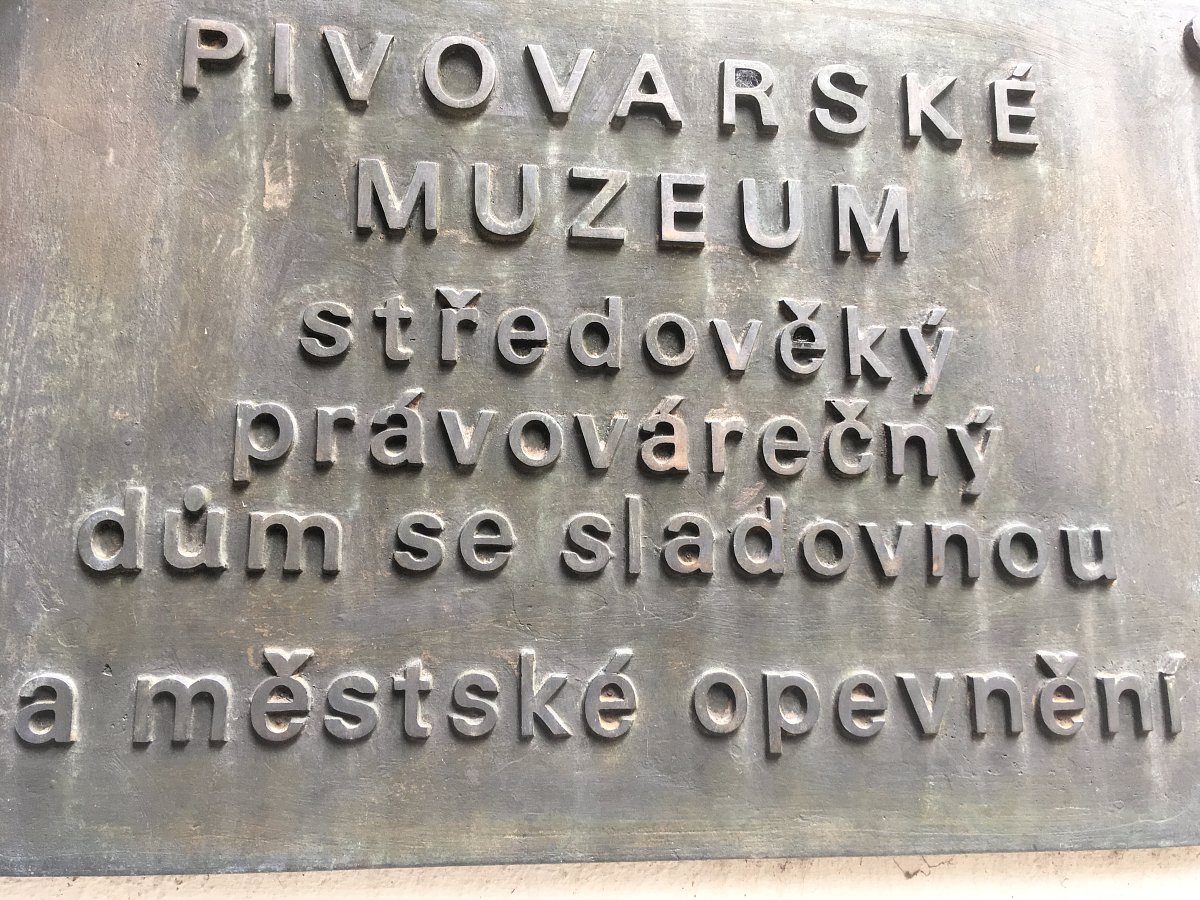 PIVOVARSKÉ
MUZEUM
středověký
právovárečný
dům se sladovnou
a městské opevnění